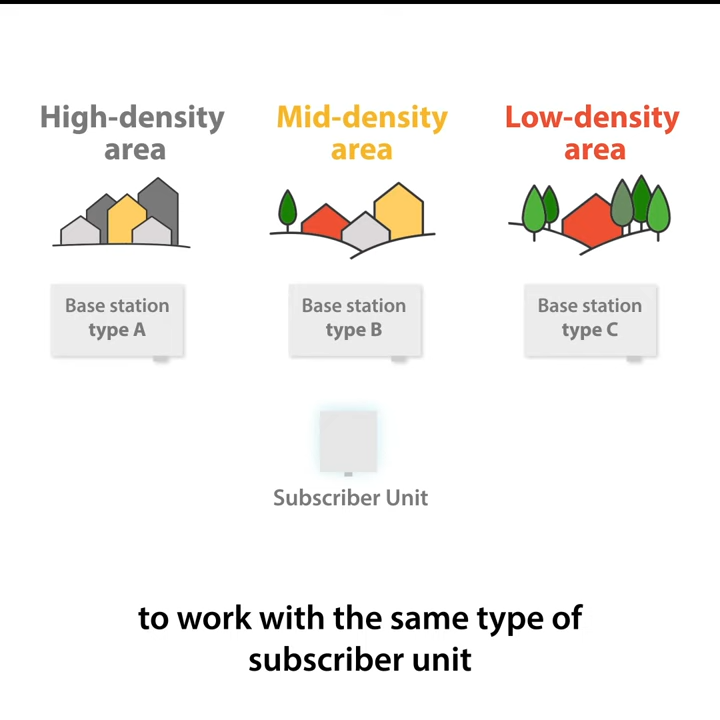 High-density
area
Mid-density
area
Low-density
area
Base station
type A
Base station
type B
Base station
type C
Subscriber Unit
to work with the same type of
subscriber unit